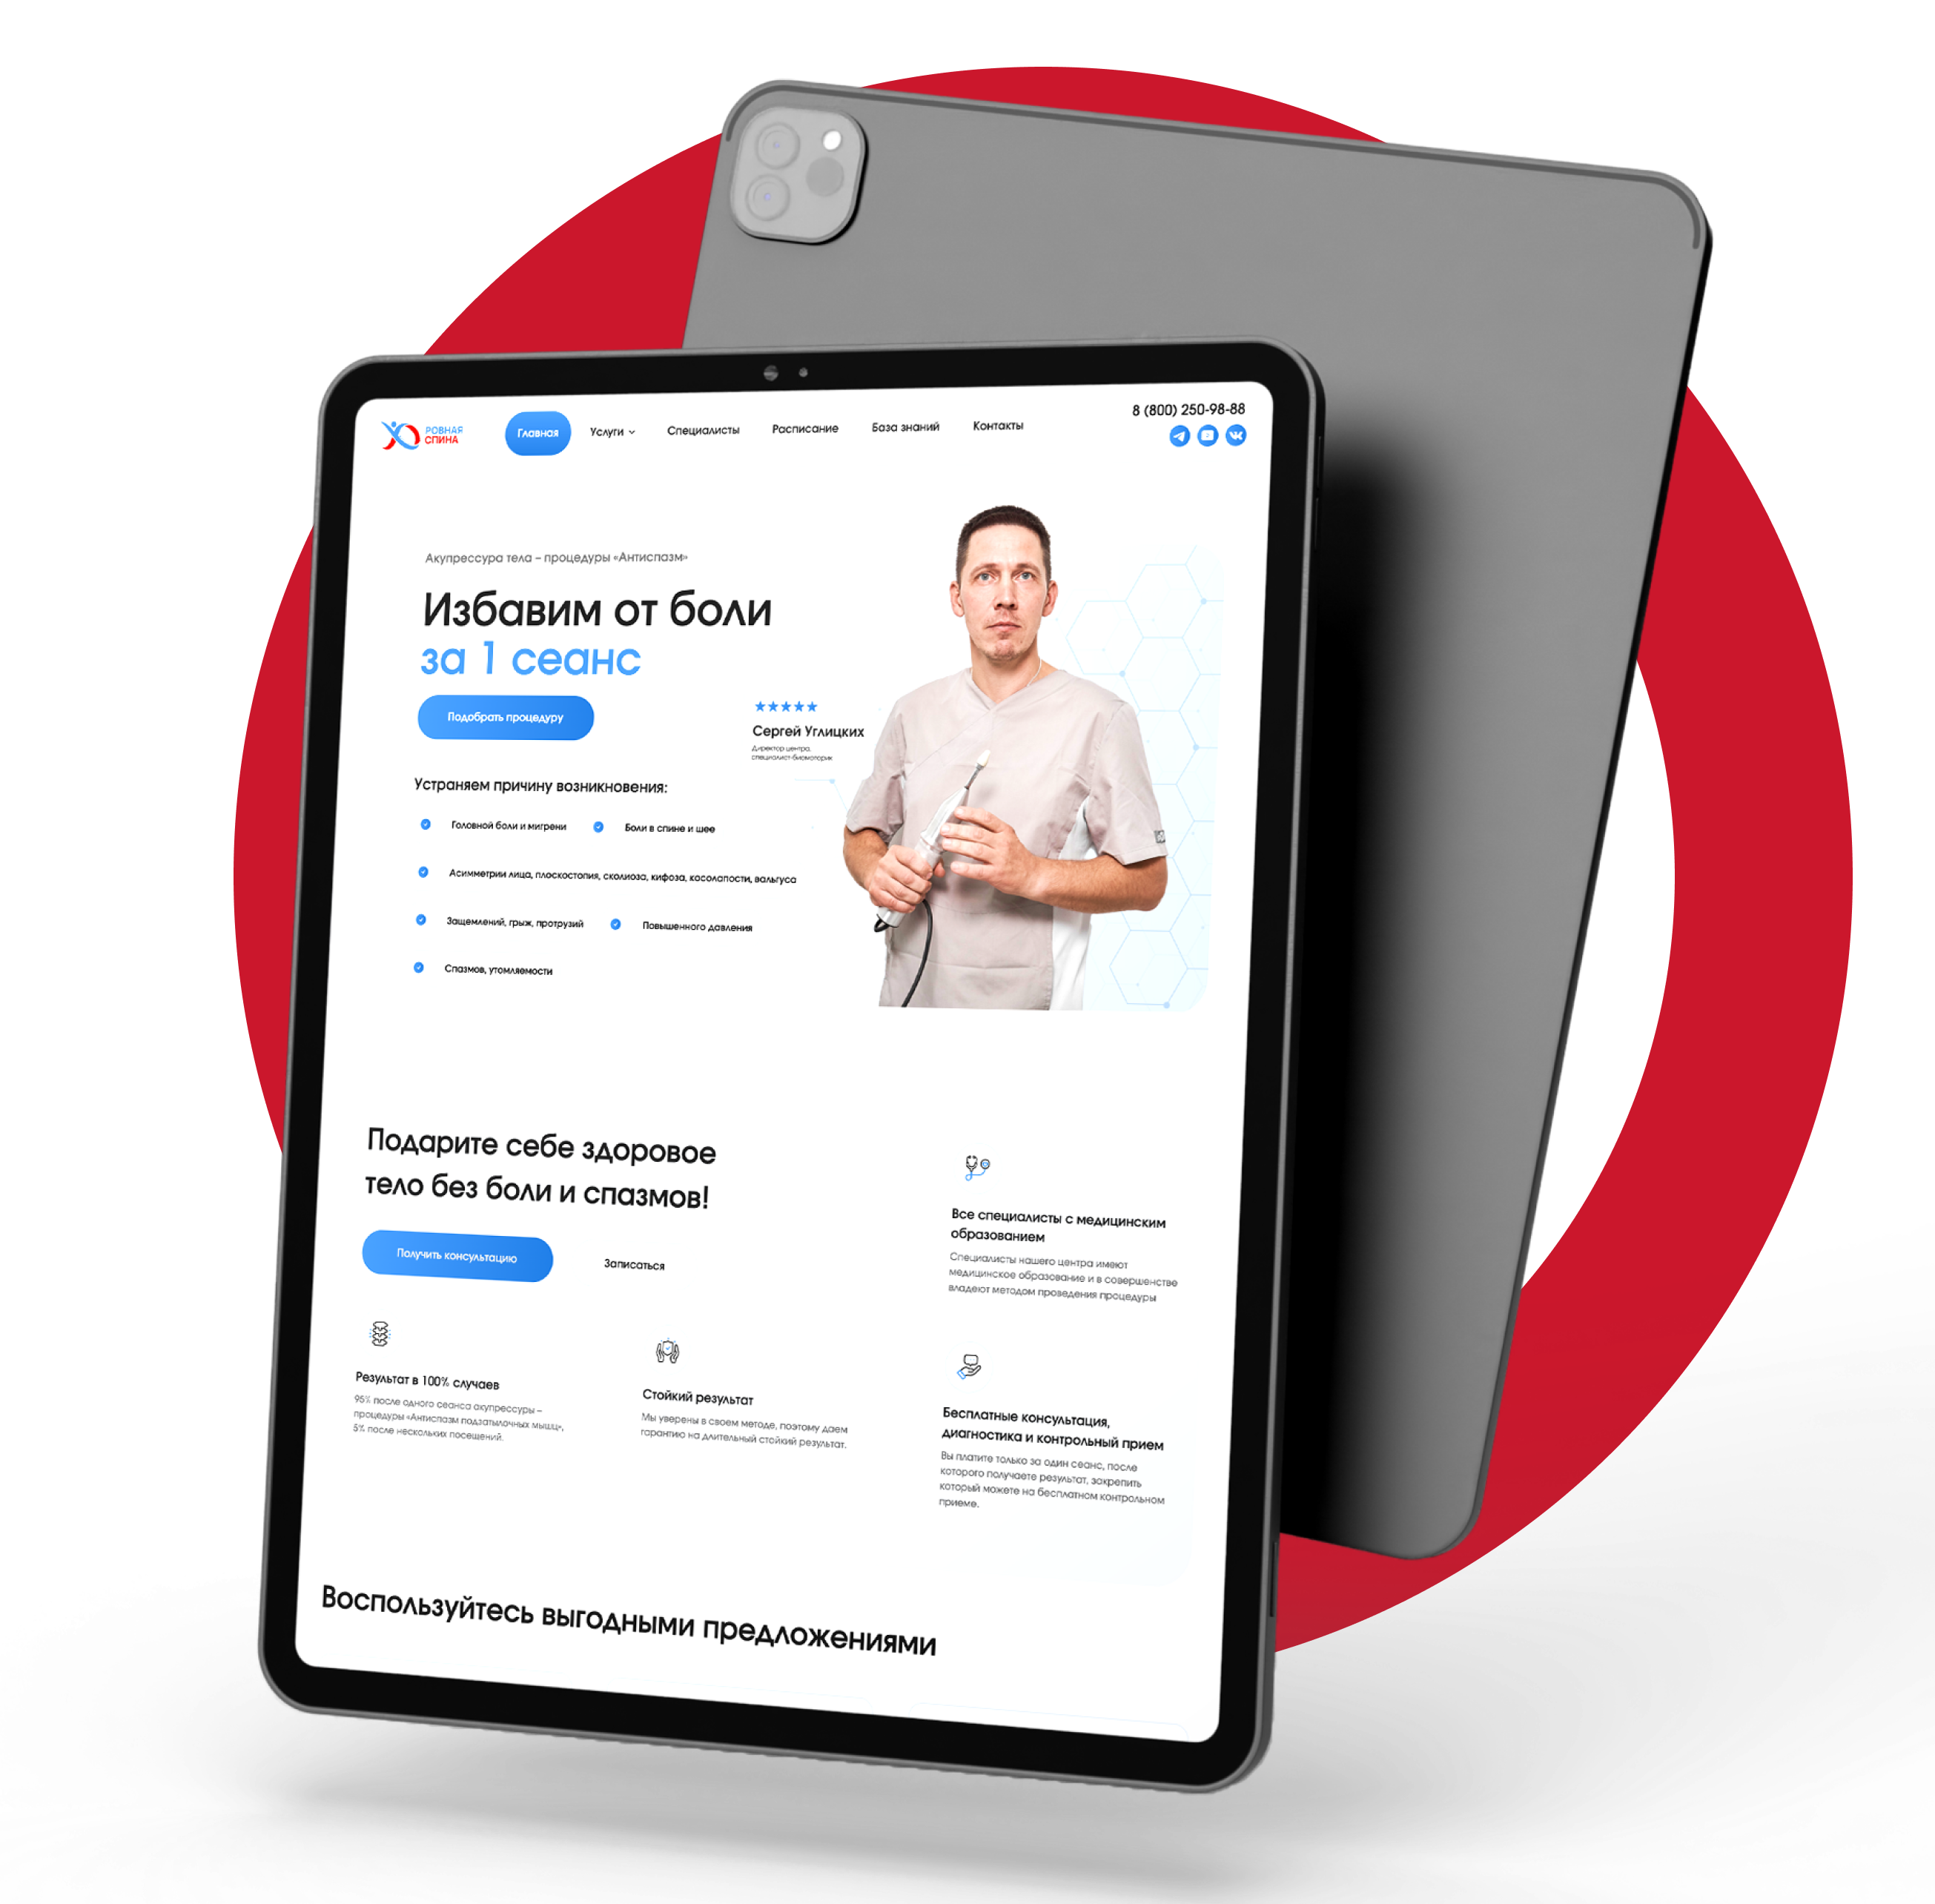 РОВНАЯ
СПИНА
Главная
Услуги
Специалисты
Расписание
База знаний
Контакты
8 (800) 250-98-88
Акупрессура тела – процедуры «Антиспазм»
Избавим от боли
за 1 сеанс
Подобрать процедуру
Сергей Углицких
Директор центра,
специалист-биомоторик
Устраняем причину возникновения:
Головной боли и мигрени
Боли в спине и шее
Асимметрии лица, плоскостопия, сколиоза, кифоза, косолапости, вальгуса
Защемлений, грыж, протрузий
Повышенного давления
Спазмов, утомляемости
Подарите себе здоровое
тело без боли и спазмов!
Получить консультацию
Записаться
Все специалисты с медицинским
образованием
Специалисты нашего центра имеют
медицинское образование и в совершенстве
владеют методом проведения процедуры
Результат в 100% случаев
95% после одного сеанса акупрессуры –
процедуры «Антиспазм подзатылочных мышц»,
5% после нескольких посещений.
Стойкий результат
Мы уверены в своем методе, поэтому даем
гарантию на длительный стойкий результат.
Бесплатные консультация,
диагностика и контрольный прием
Вы платите только за один сеанс, после
которого получаете результат, закрепить
который можете на бесплатном контрольном
приеме.
Воспользуйтесь выгодными предложениями